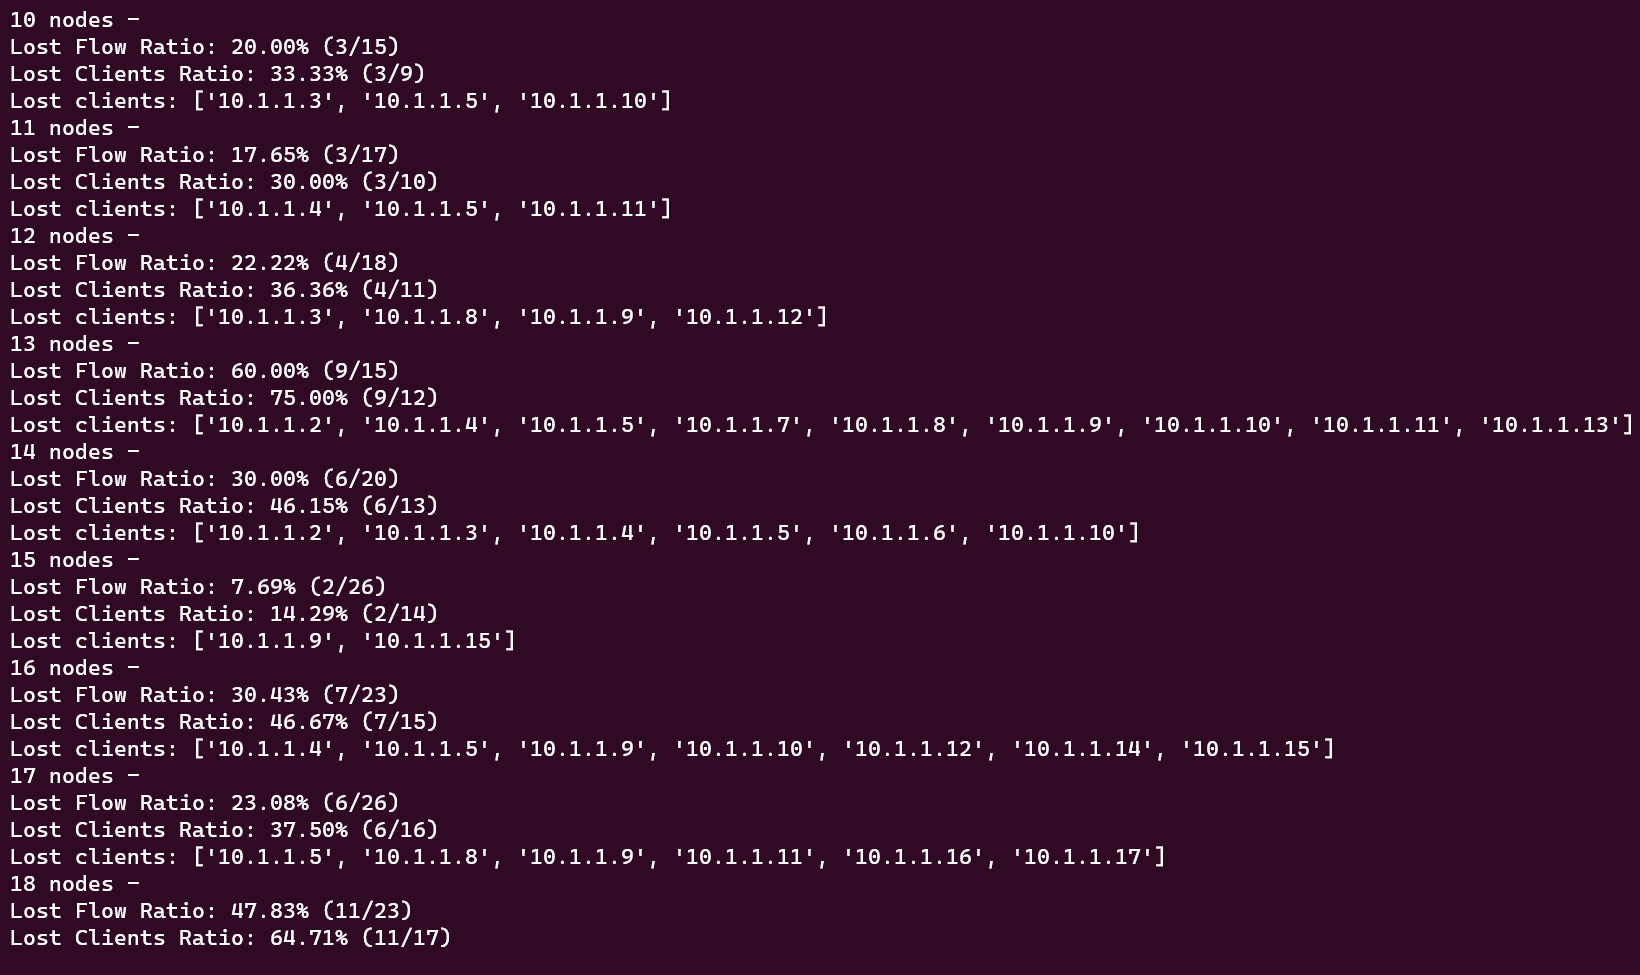 10 nodes –
Lost Flow Ratio: 20.00% (3/15)
Lost Clients Ratio: 33.33% (3/9)
Lost clients: ['10.1.1.3', '10.1.1.5', '10.1.1.10']
11 nodes –
Lost Flow Ratio: 17.65% (3/17)
Lost Clients Ratio: 30.00% (3/10)
Lost clients: ['10.1.1.4', '10.1.1.5', '10.1.1.11']
12 nodes –
Lost Flow Ratio: 22.22% (4/18)
Lost Clients Ratio: 36.36% (4/11)
Lost clients: ['10.1.1.3', '10.1.1.8', '10.1.1.9', '10.1.1.12']
13 nodes –
Lost Flow Ratio: 60.00% (9/15)
Lost Clients Ratio: 75.00% (9/12)
Lost clients: ['10.1.1.2', '10.1.1.4', '10.1.1.5', '10.1.1.7', '10.1.1.8', '10.1.1.9', '10.1.1.10', '10.1.1.11', '10.1.1.13']
14 nodes –
Lost Flow Ratio: 30.00% (6/20)
Lost Clients Ratio: 46.15% (6/13)
Lost clients: ['10.1.1.2', '10.1.1.3', '10.1.1.4', '10.1.1.5', '10.1.1.6', '10.1.1.10']
15 nodes –
Lost Flow Ratio: 7.69% (2/26)
Lost Clients Ratio: 14.29% (2/14)
Lost clients: ['10.1.1.9', '10.1.1.15']
16 nodes –
Lost Flow Ratio: 30.43% (7/23)
Lost Clients Ratio: 46.67% (7/15)
Lost clients: ['10.1.1.4', '10.1.1.5', '10.1.1.9', '10.1.1.10', '10.1.1.12', '10.1.1.14', '10.1.1.15']
17 nodes –
Lost Flow Ratio: 23.08% (6/26)
Lost Clients Ratio: 37.50% (6/16)
Lost clients: ['10.1.1.5', '10.1.1.8', '10.1.1.9', '10.1.1.11', '10.1.1.16', '10.1.1.17']
18 nodes –
Lost Flow Ratio: 47.83% (11/23)
Lost Clients Ratio: 64.71% (11/17)